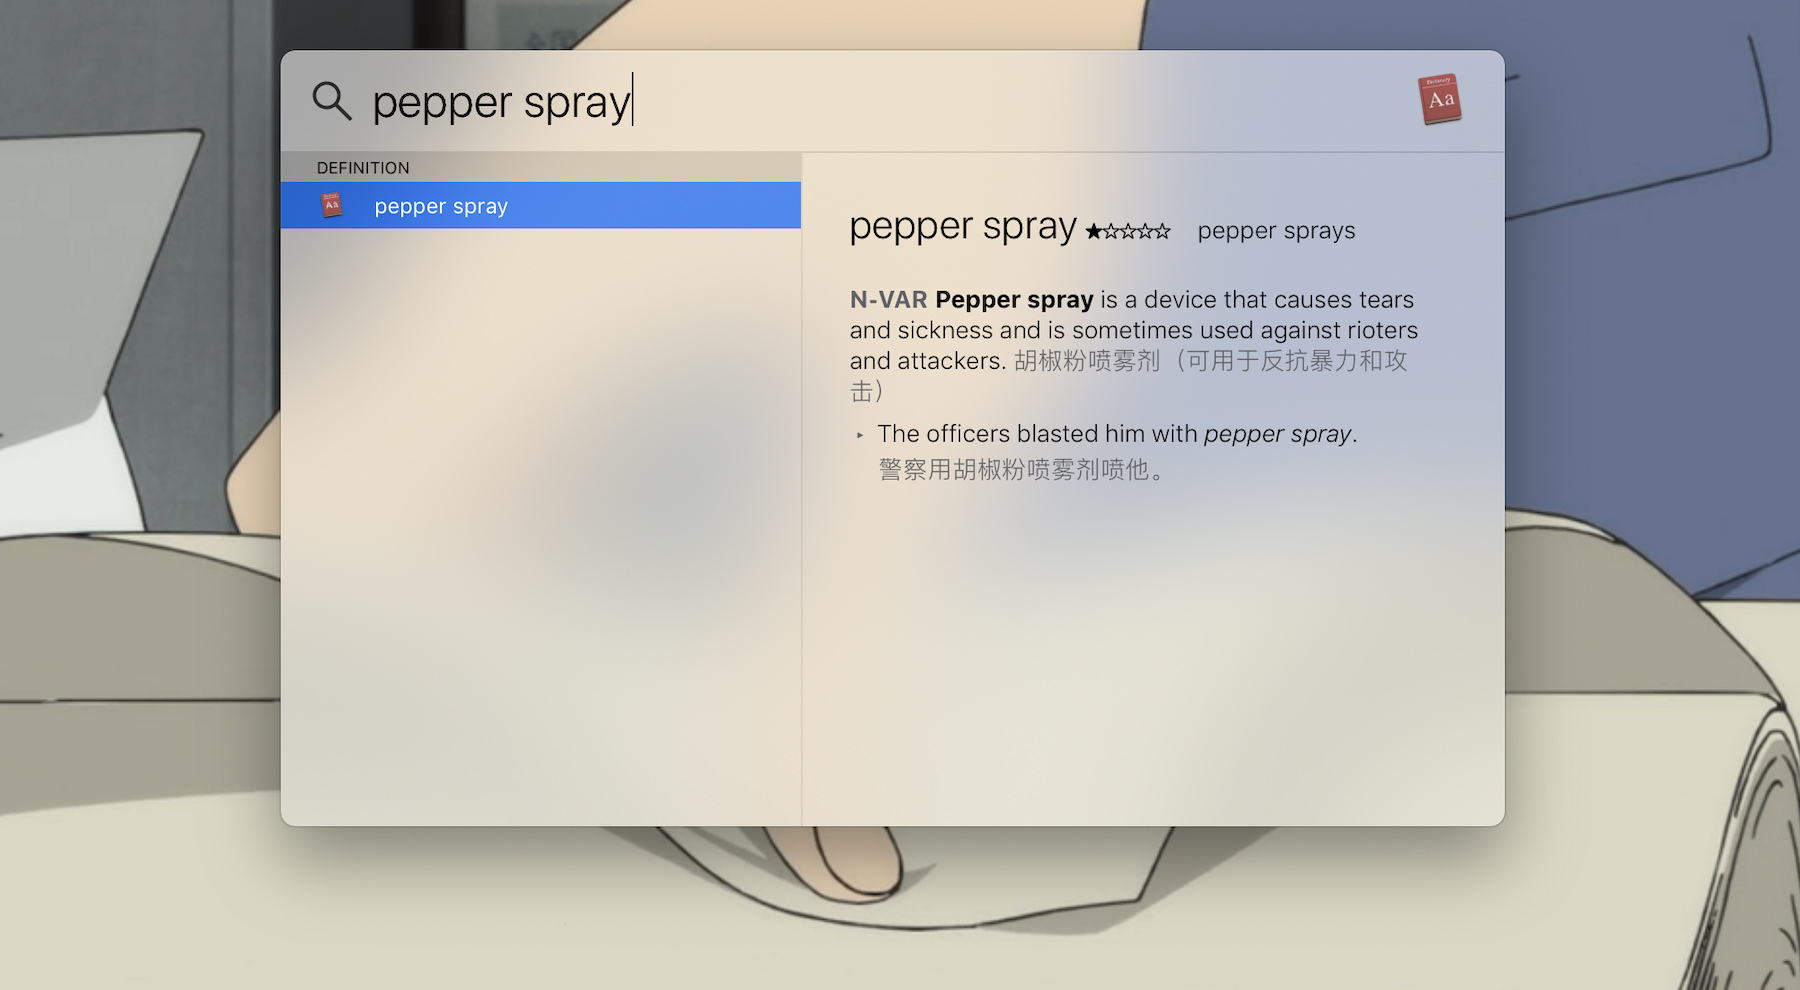 pepper spray
Dictionary
Aa
DEFINITION
Aa
pepper spray
pepper spray ★☆☆☆☆ pepper sprays
N-VAR Pepper spray is a device that causes tears
and sickness and is sometimes used against rioters
and attackers. 胡椒粉喷雾剂（可用于反抗暴力和攻
击）
▸ The officers blasted him with pepper spray.
警察用胡椒粉喷雾剂喷他。